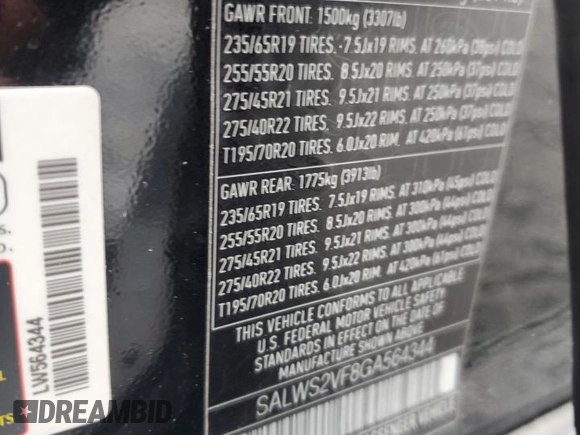 GAWR FRONT: 1500kg (3307lb)
235/65R19 TIRES. -7.5Jx19 RIMS. AT 260kPa (38psi) COLD
255/55R20 TIRES. 8.5Jx20 RIMS. AT 250kPa (37psi) COLD
275/45R21 TIRES. 9.5Jx21 RIMS. AT 250kPa (37psi) COLD
275/40R22 TIRES. 9.5Jx22 RIMS. AT 250kPa (37psi) COLD
T195/70R20 TIRES. 6.0Jx20 RIM. AT 420kPa (61psi) COLD
GAWR REAR: 1775kg (3913lb)
235/65R19 TIRES. 7.5Jx19 RIMS. AT 310kPa (45psi) COLD
255/55R20 TIRES. 8.5Jx20 RIMS. AT 300kPa (44psi) COLD
275/45R21 TIRES. 9.5Jx21 RIMS. AT 300kPa (44psi) COLD
275/40R22 TIRES. 9.5Jx22 RIMS. AT 300kPa (44psi) COLD
T195/70R20 TIRES. 6.0Jx20 RIM. AT 420kPa (61psi) COLD
THIS VEHICLE CONFORMS TO ALL APPLICABLE
U.S. FEDERAL MOTOR VEHICLE SAFETY
STANDARDS IN EFFECT ON THE DATE OF
MANUFACTURE SHOWN ABOVE
SALWS2VF8GA564344
LW564344
DREAMBID